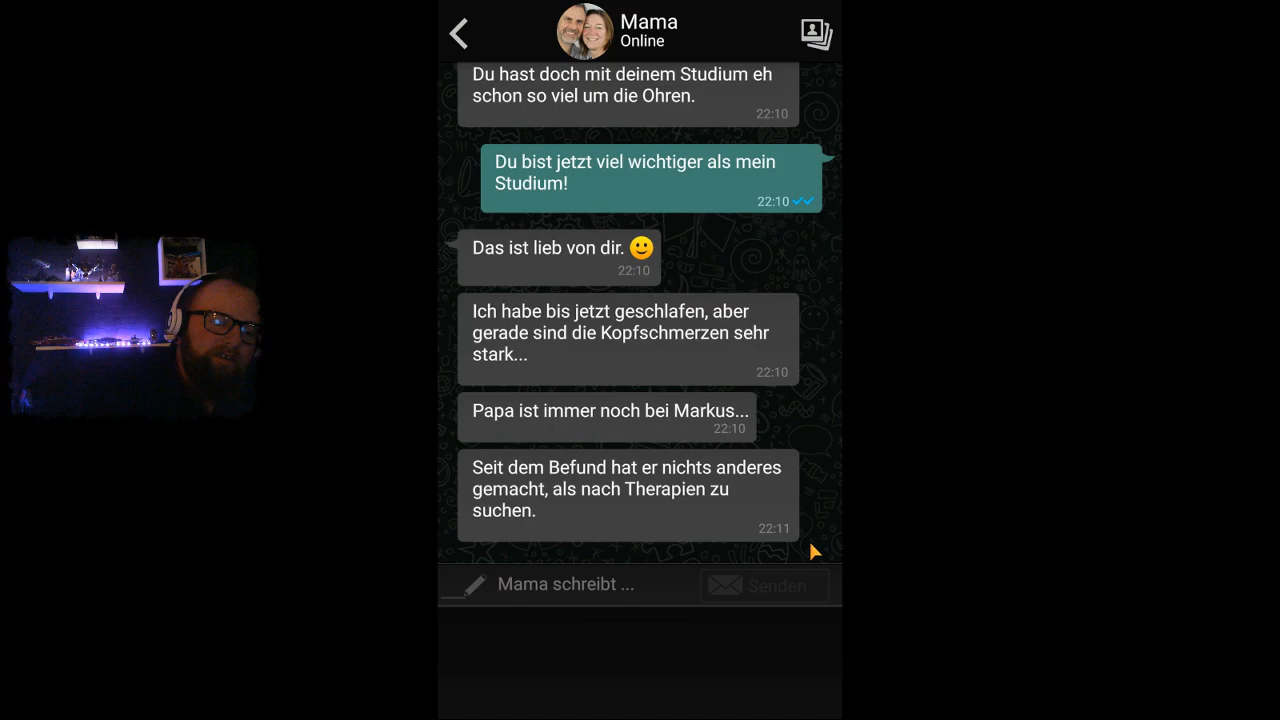 Mama
Online
Du hast doch mit deinem Studium eh
schon so viel um die Ohren.
22:10
Du bist jetzt viel wichtiger als mein
Studium!
22:10
Das ist lieb von dir. 🙂
22:10
Ich habe bis jetzt geschlafen, aber
gerade sind die Kopfschmerzen sehr
stark...
22:10
Papa ist immer noch bei Markus...
22:10
Seit dem Befund hat er nichts anderes
gemacht, als nach Therapien zu
suchen.
22:11
Mama schreibt ...
Senden